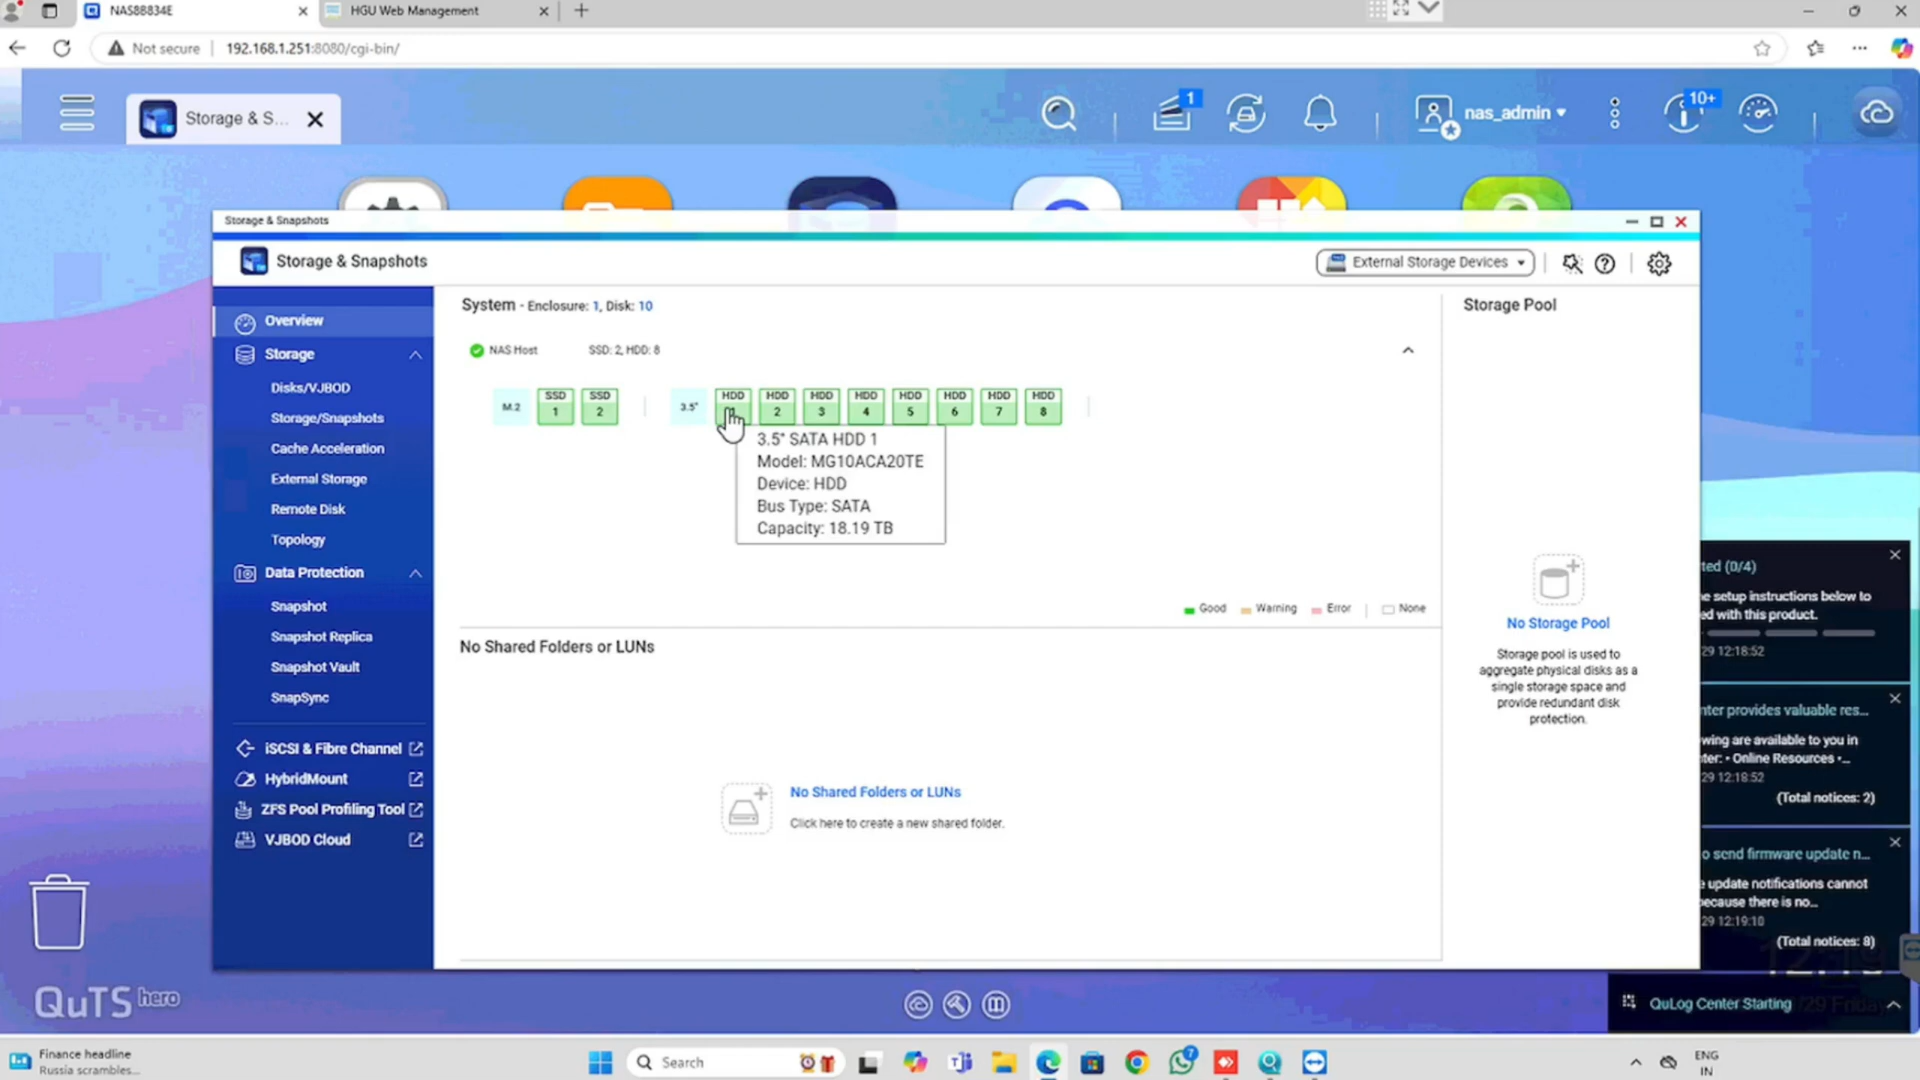 NAS88834E
HGU Web Management
Not secure
192.168.1.251:8080/cgi-bin/
Storage & S...
1
nas_admin
10+
Storage & Snapshots
Storage & Snapshots
External Storage Devices
Overview
Storage
Disks/VJBOD
Storage/Snapshots
Cache Acceleration
External Storage
Remote Disk
Topology
Data Protection
Snapshot
Snapshot Replica
Snapshot Vault
SnapSync
iSCSI & Fibre Channel
HybridMount
ZFS Pool Profiling Tool
VJBOD Cloud
System - Enclosure: 1, Disk: 10
NAS Host
SSD: 2, HDD: 8
M.2
SSD 1
SSD 2
3.5"
HDD
HDD 2
HDD 3
HDD 4
HDD 5
HDD 6
HDD 7
HDD 8
3.5" SATA HDD 1
Model: MG10ACA20TE
Device: HDD
Bus Type: SATA
Capacity: 18.19 TB
Good
Warning
Error
None
No Shared Folders or LUNs
No Shared Folders or LUNs
Click here to create a new shared folder.
Storage Pool
No Storage Pool
Storage pool is used to
aggregate physical disks as a
single storage space and
provide redundant disk
protection.
ted (0/4)
e setup instructions below to
ed with this product.
29 12:18:52
nter provides valuable res...
wing are available to you in
ter: • Online Resources •...
29 12:18:52
(Total notices: 2)
o send firmware update n...
e update notifications cannot
because there is no...
29 12:19:10
(Total notices: 8)
QuLog Center Starting
/29 Friday
QuTS hero
Finance headline
Russia scrambles...
Search
7
ENG
IN